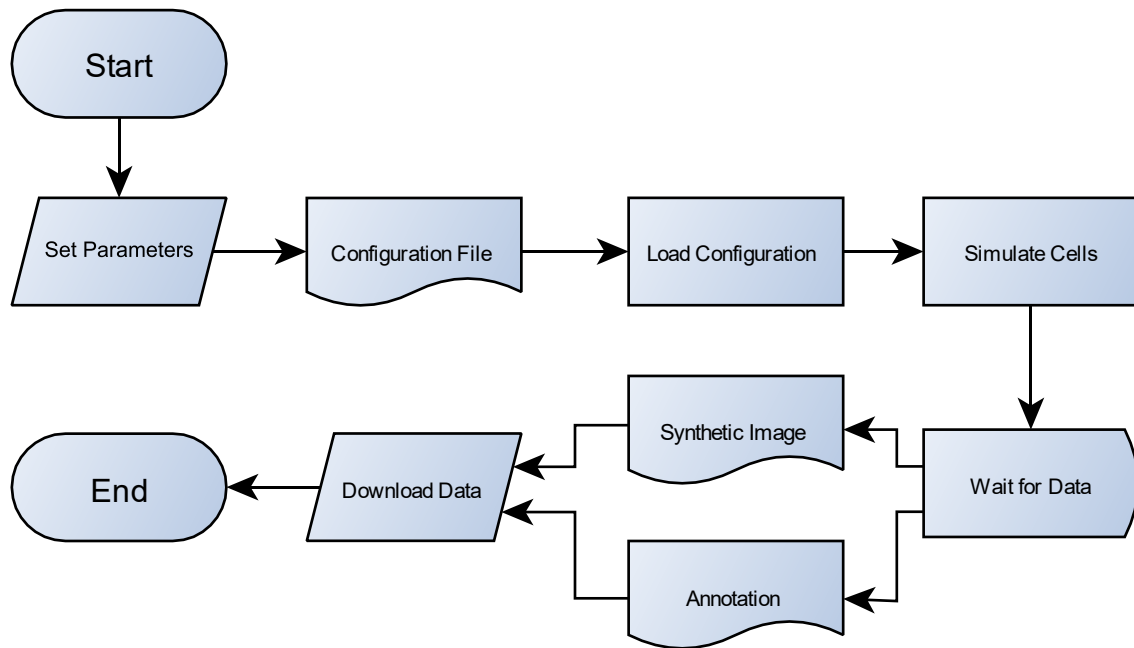 Start
Set Parameters
Configuration File
Load Configuration
Simulate Cells
Synthetic Image
End
Download Data
Wait for Data
Annotation